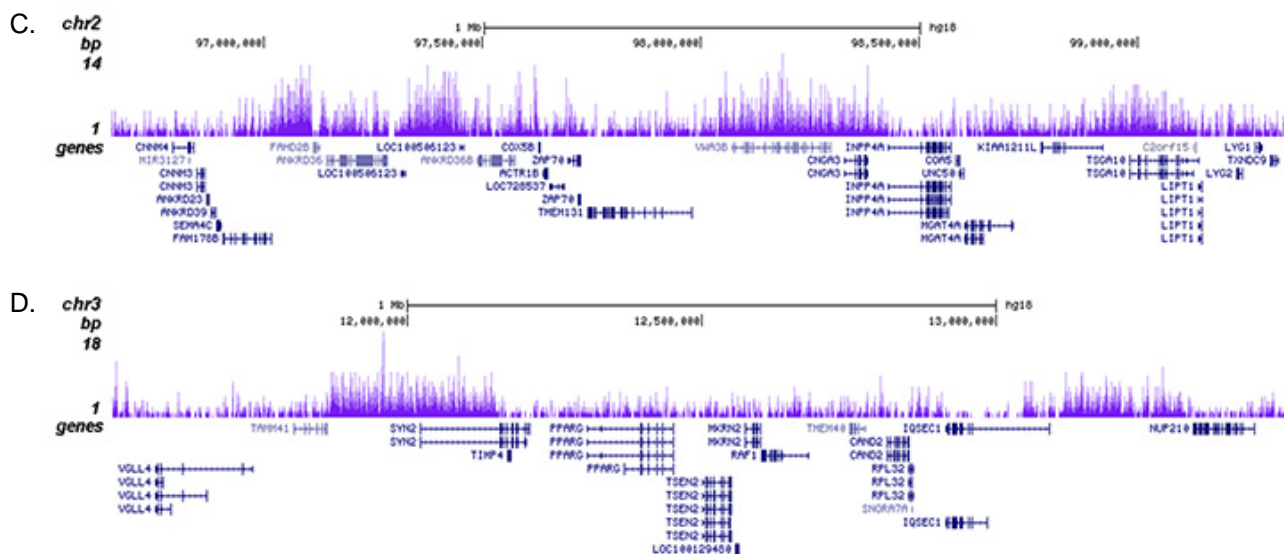 C.
chr2 1 Mb hg18
bp 97,000,000 97,500,000 98,000,000 98,500,000 99,000,000
14
1
genes CNNM4 FAHD2B LOC100506123 COX5B VWA3B CNGA3 INPP4A KIAA1211L C2orf15 LYG1
MIR3127 ANKRD36 ANKRD36B ZAP70 CNGA3 COA5 TSGA10 TXNDC9
CNNM3 LOC100506123 ACTR1B INPP4A UNC50 TSGA10 LYG2
CNNM3 LOC728537 INPP4A LIPT1
ANKRD23 ZAP70 INPP4A LIPT1
ANKRD39 TMEM131 MGAT4A LIPT1
SEMA4C MGAT4A LIPT1
FAM178B LIPT1
D.
chr3 1 Mb hg18
bp 12,000,000 12,500,000 13,000,000
18
1
genes TAMM41 SYN2 PPARG MKRN2 TMEM40 IQSEC1 NUP210
SYN2 PPARG MKRN2 CAND2
TIMP4 PPARG RAF1 CAND2
VGLL4 PPARG RPL32
VGLL4 TSEN2 RPL32
VGLL4 TSEN2 RPL32
VGLL4 TSEN2 SNORA7A
TSEN2 IQSEC1
TSEN2
LOC100129480